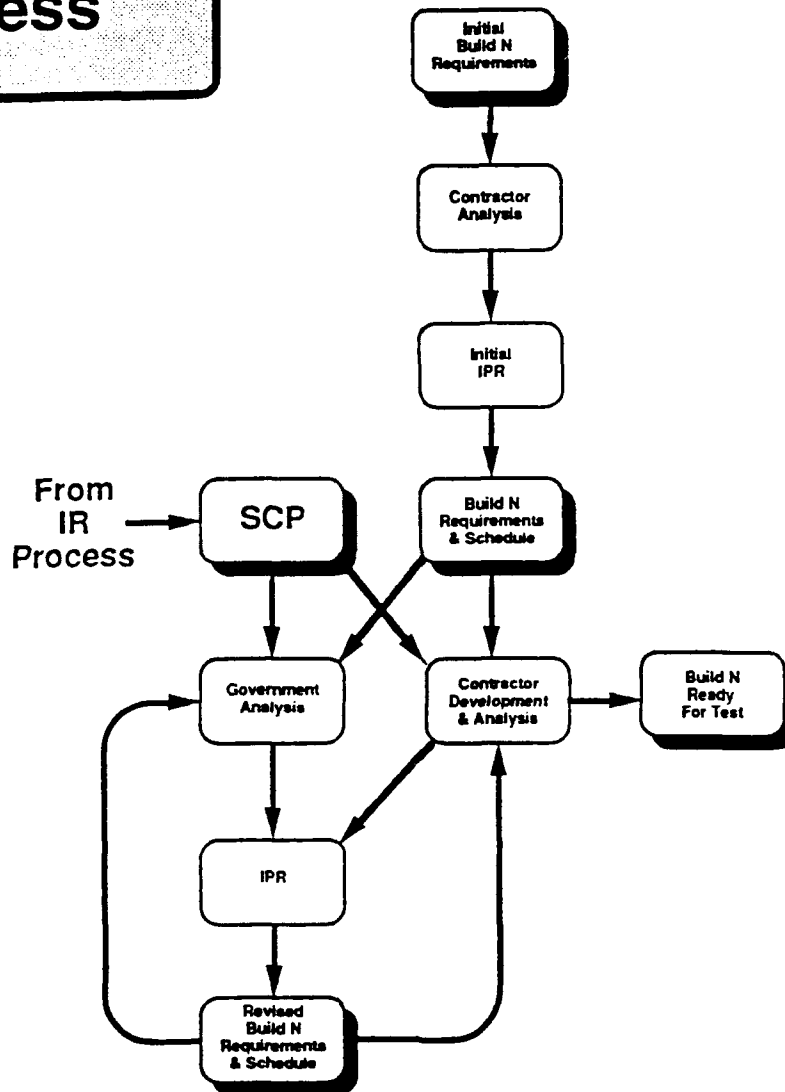 ess
Initial
Build N
Requirements
Contractor
Analysis
Initial
IPR
From
IR
Process
SCP
Build N
Requirements
& Schedule
Government
Analysis
Contractor
Development
& Analysis
Build N
Ready
For Test
IPR
Revised
Build N
Requirements
& Schedule